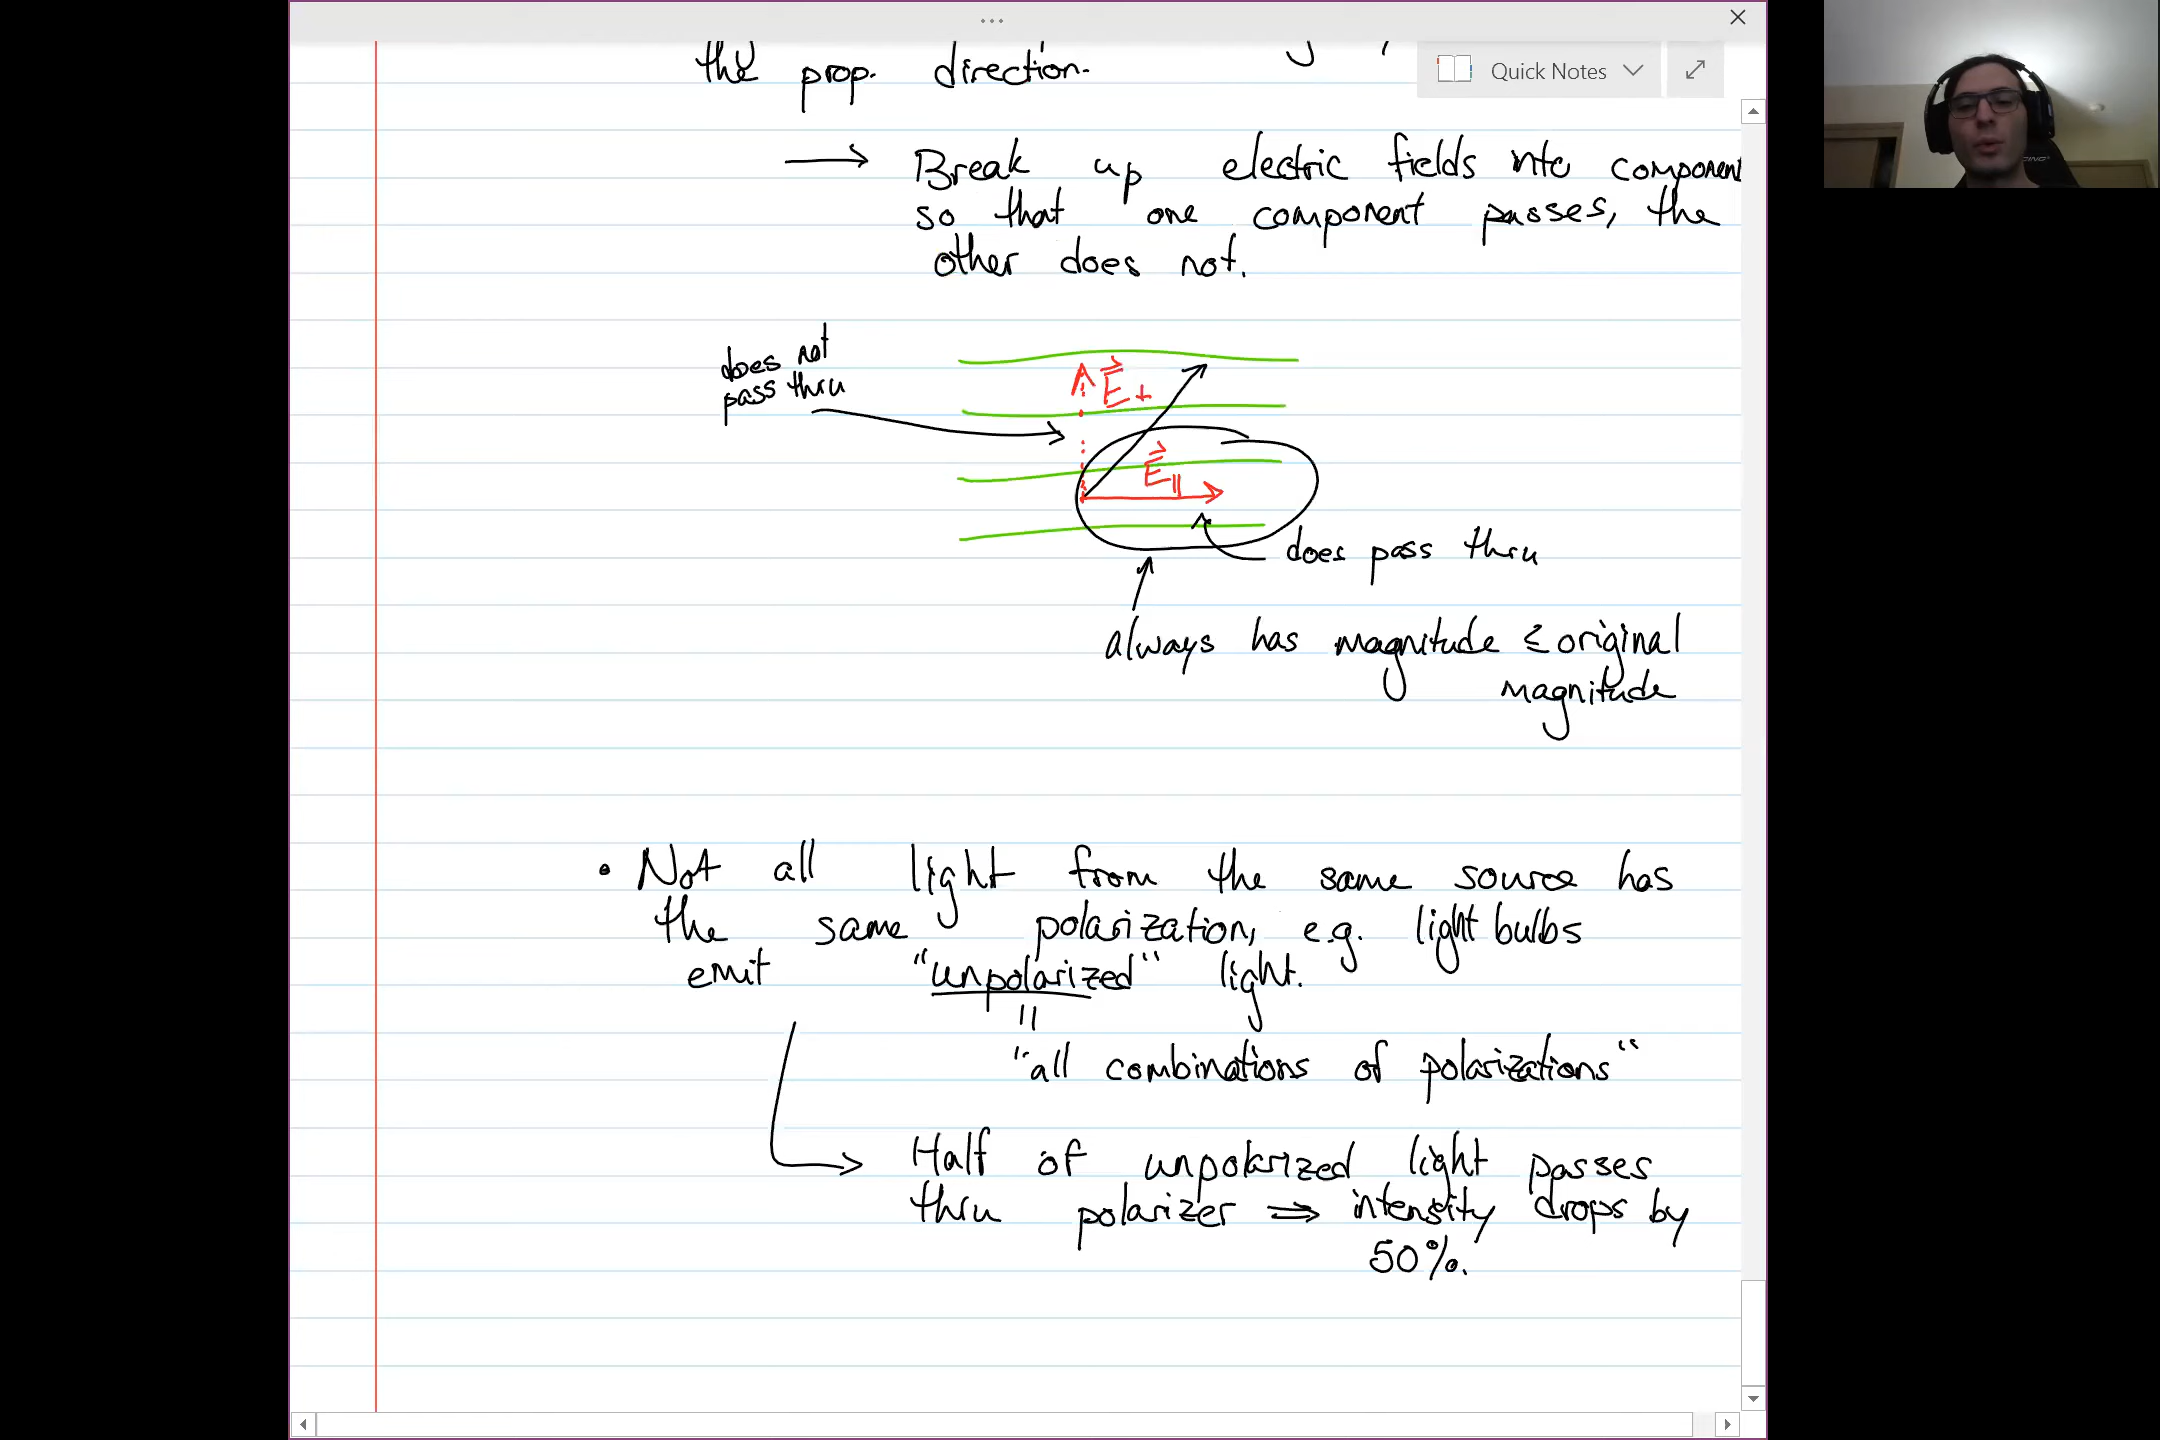 the prop. direction.
Quick Notes
→ Break up electric fields into component
so that one component passes, the
other does not.
does not
pass thru
E⃗⊥
E⃗||
does pass thru
always has magnitude ≤ original
magnitude
• Not all light from the same source has
the same polarization, e.g. light bulbs
emit "unpolarized" light.
"all combinations of polarizations"
Half of unpolarized light passes
thru polarizer ⇒ intensity drops by
50%.